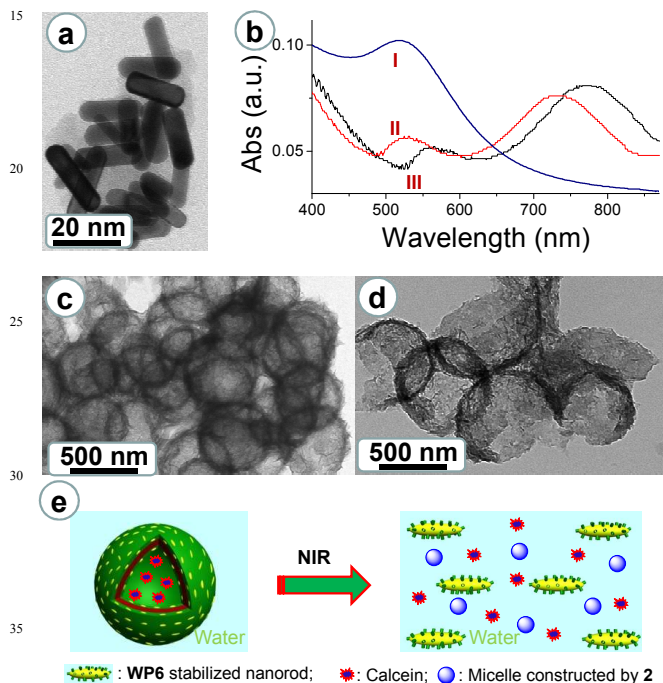 15
a
20
20 nm
b
0.10
0.05
Abs (a.u.)
I
II
III
400 500 600 700 800
Wavelength (nm)
25
c
500 nm
d
500 nm
30
e
NIR
35
Water
Water
: WP6 stabilized nanorod; : Calcein; : Micelle constructed by 2